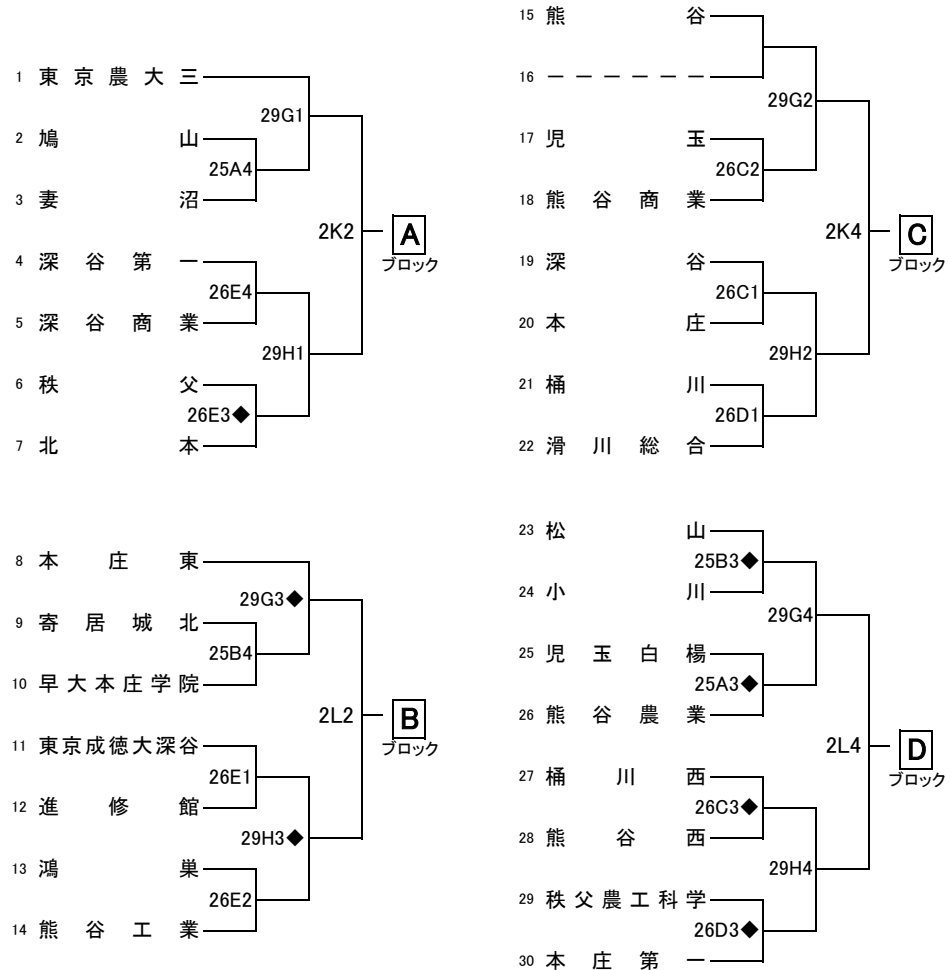 1 東京農大三
29G1
2 鳩山
25A4
3 妻沼
2K2
A
ブロック
4 深谷第一
26E4
5 深谷商業
29H1
6 秩父
26E3◆
7 北本
8 本庄東
29G3◆
9 寄居城北
25B4
10 早大本庄学院
2L2
B
ブロック
11 東京成徳大深谷
26E1
12 進修館
29H3◆
13 鴻巣
26E2
14 熊谷工業
15 熊谷
16 ーーーーーー
29G2
17 児玉
26C2
18 熊谷商業
2K4
C
ブロック
19 深谷
26C1
20 本庄
29H2
21 桶川
26D1
22 滑川総合
23 松山
25B3◆
24 小川
29G4
25 児玉白楊
25A3◆
26 熊谷農業
2L4
D
ブロック
27 桶川西
26C3◆
28 熊谷西
29H4
29 秩父農工科学
26D3◆
30 本庄第一